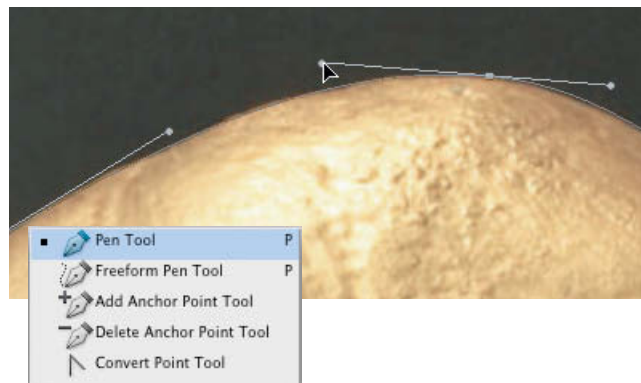 Pen Tool P
Freeform Pen Tool P
Add Anchor Point Tool
Delete Anchor Point Tool
Convert Point Tool